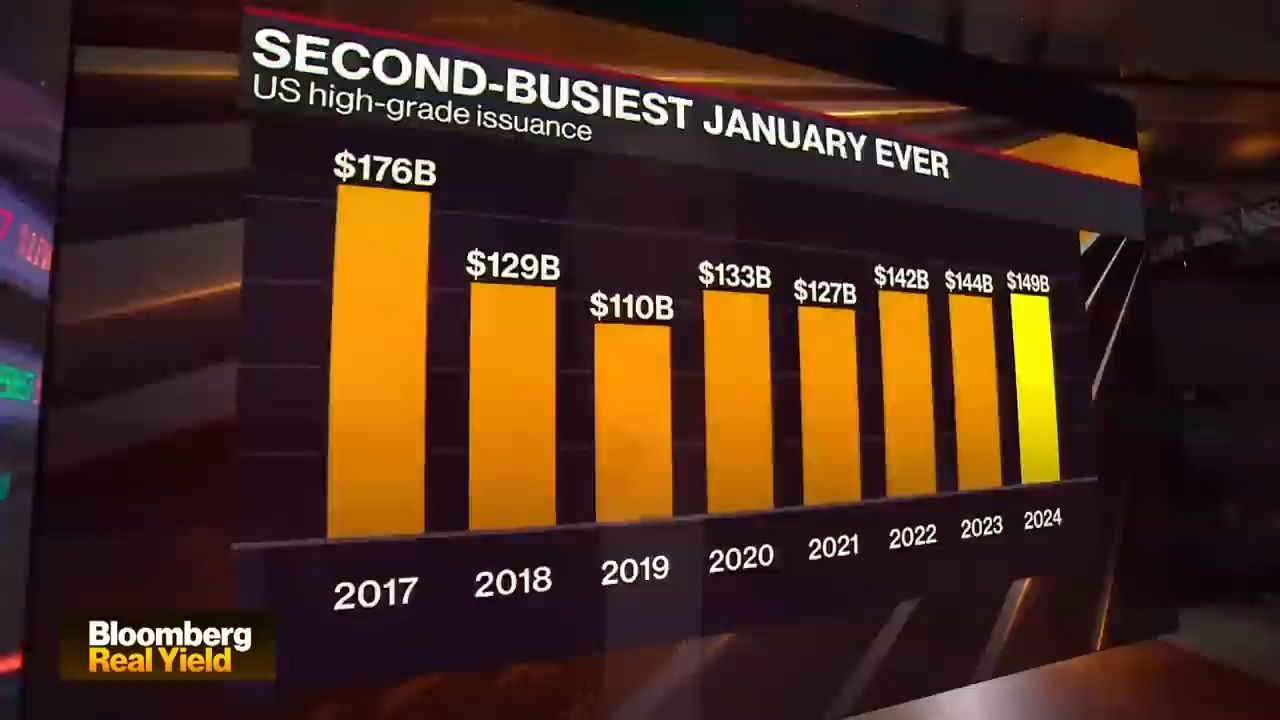 SECOND-BUSIEST JANUARY EVER
US high-grade issuance
$176B
$129B
$110B
$133B
$127B
$142B
$144B
$149B
2017
2018
2019
2020
2021
2022
2023
2024
Bloomberg
Real Yield